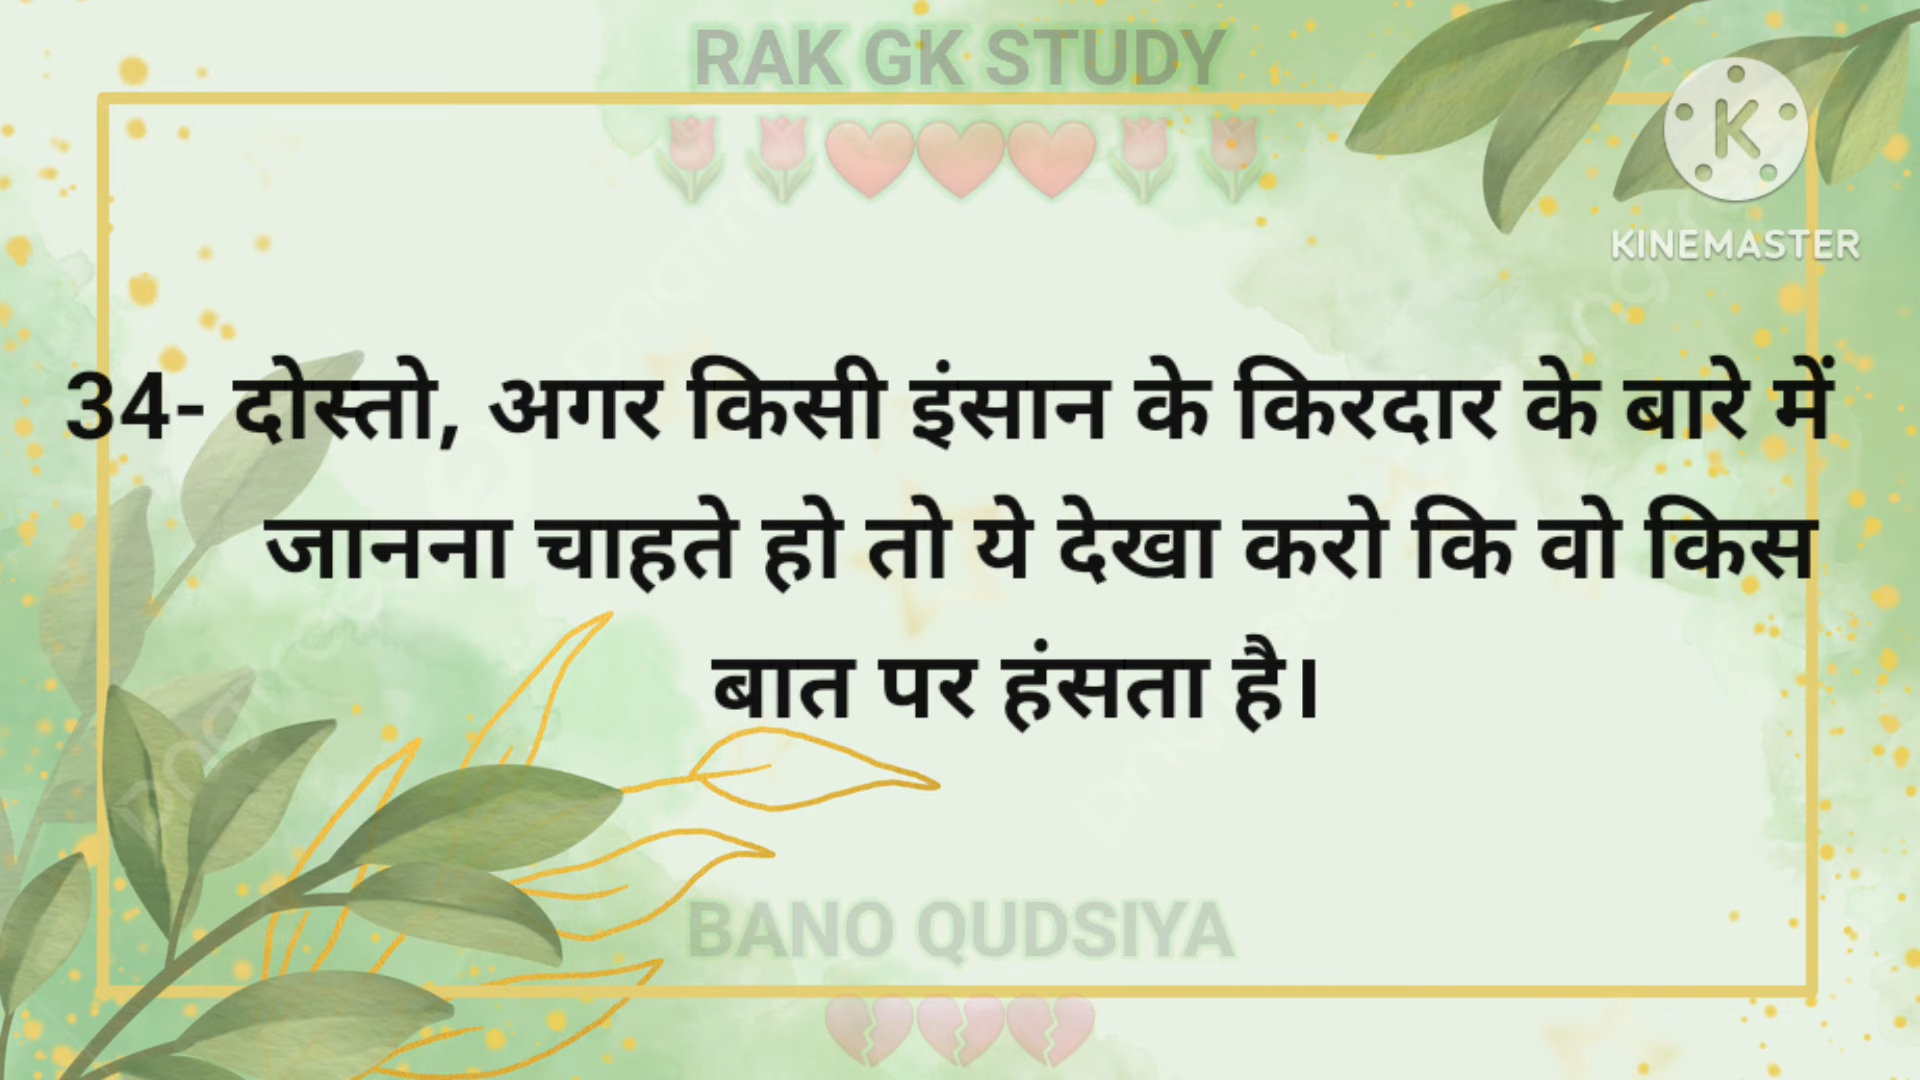 RAK GK STUDY
KINEMASTER
34- दोस्तो, अगर किसी इंसान के किरदार के बारे में
जानना चाहते हो तो ये देखा करो कि वो किस
बात पर हंसता है।
BANO QUDSIYA